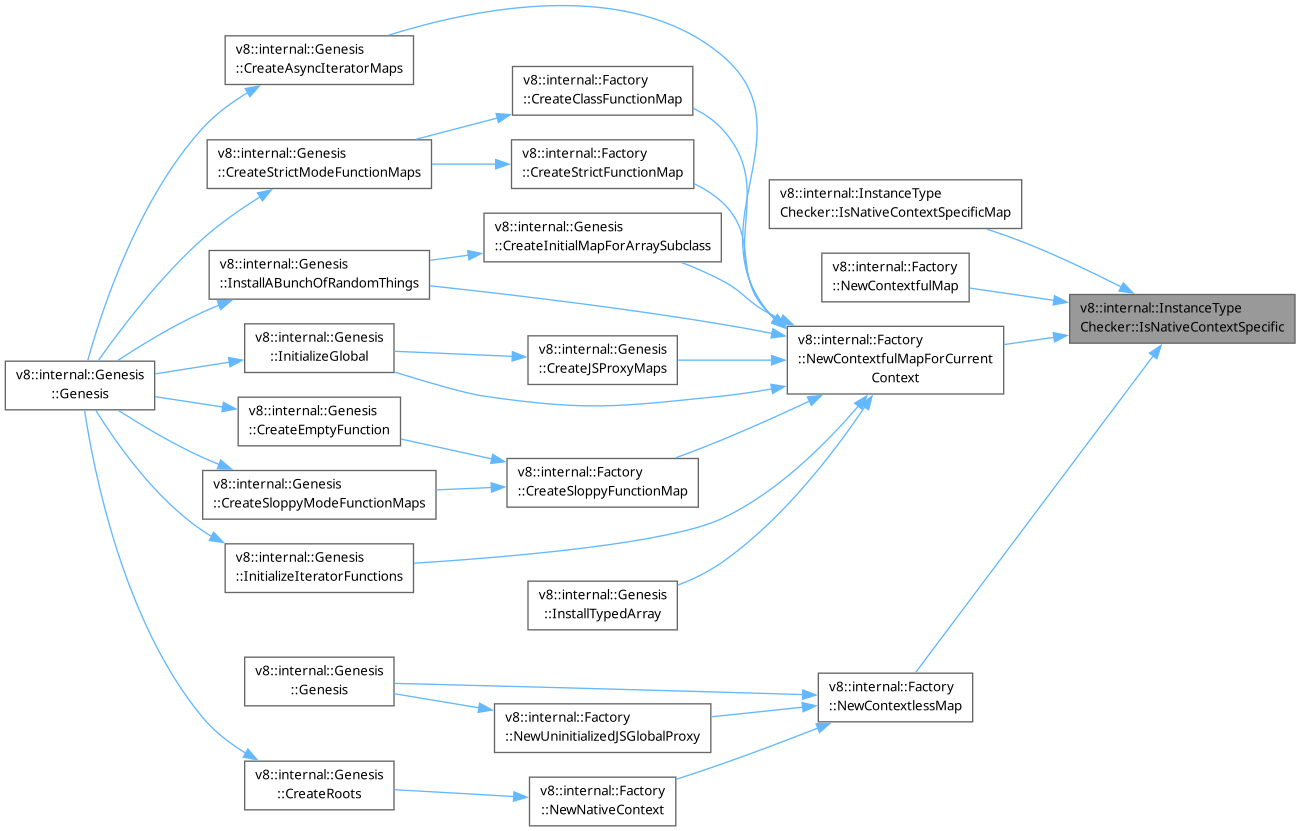 v8::internal::Genesis
::CreateAsyncIteratorMaps
v8::internal::Factory
::CreateClassFunctionMap
v8::internal::Genesis
::CreateStrictModeFunctionMaps
v8::internal::Factory
::CreateStrictFunctionMap
v8::internal::InstanceType
Checker::IsNativeContextSpecificMap
v8::internal::Genesis
::CreateInitialMapForArraySubclass
v8::internal::Genesis
::InstallABunchOfRandomThings
v8::internal::Factory
::NewContextfulMap
v8::internal::InstanceType
Checker::IsNativeContextSpecific
v8::internal::Genesis
::InitializeGlobal
v8::internal::Genesis
::CreateJSProxyMaps
v8::internal::Factory
::NewContextfulMapForCurrent
Context
v8::internal::Genesis
::Genesis
v8::internal::Genesis
::CreateEmptyFunction
v8::internal::Factory
::CreateSloppyFunctionMap
v8::internal::Genesis
::CreateSloppyModeFunctionMaps
v8::internal::Genesis
::InitializeIteratorFunctions
v8::internal::Genesis
::InstallTypedArray
v8::internal::Genesis
::Genesis
v8::internal::Factory
::NewContextlessMap
v8::internal::Factory
::NewUninitializedJSGlobalProxy
v8::internal::Genesis
::CreateRoots
v8::internal::Factory
::NewNativeContext